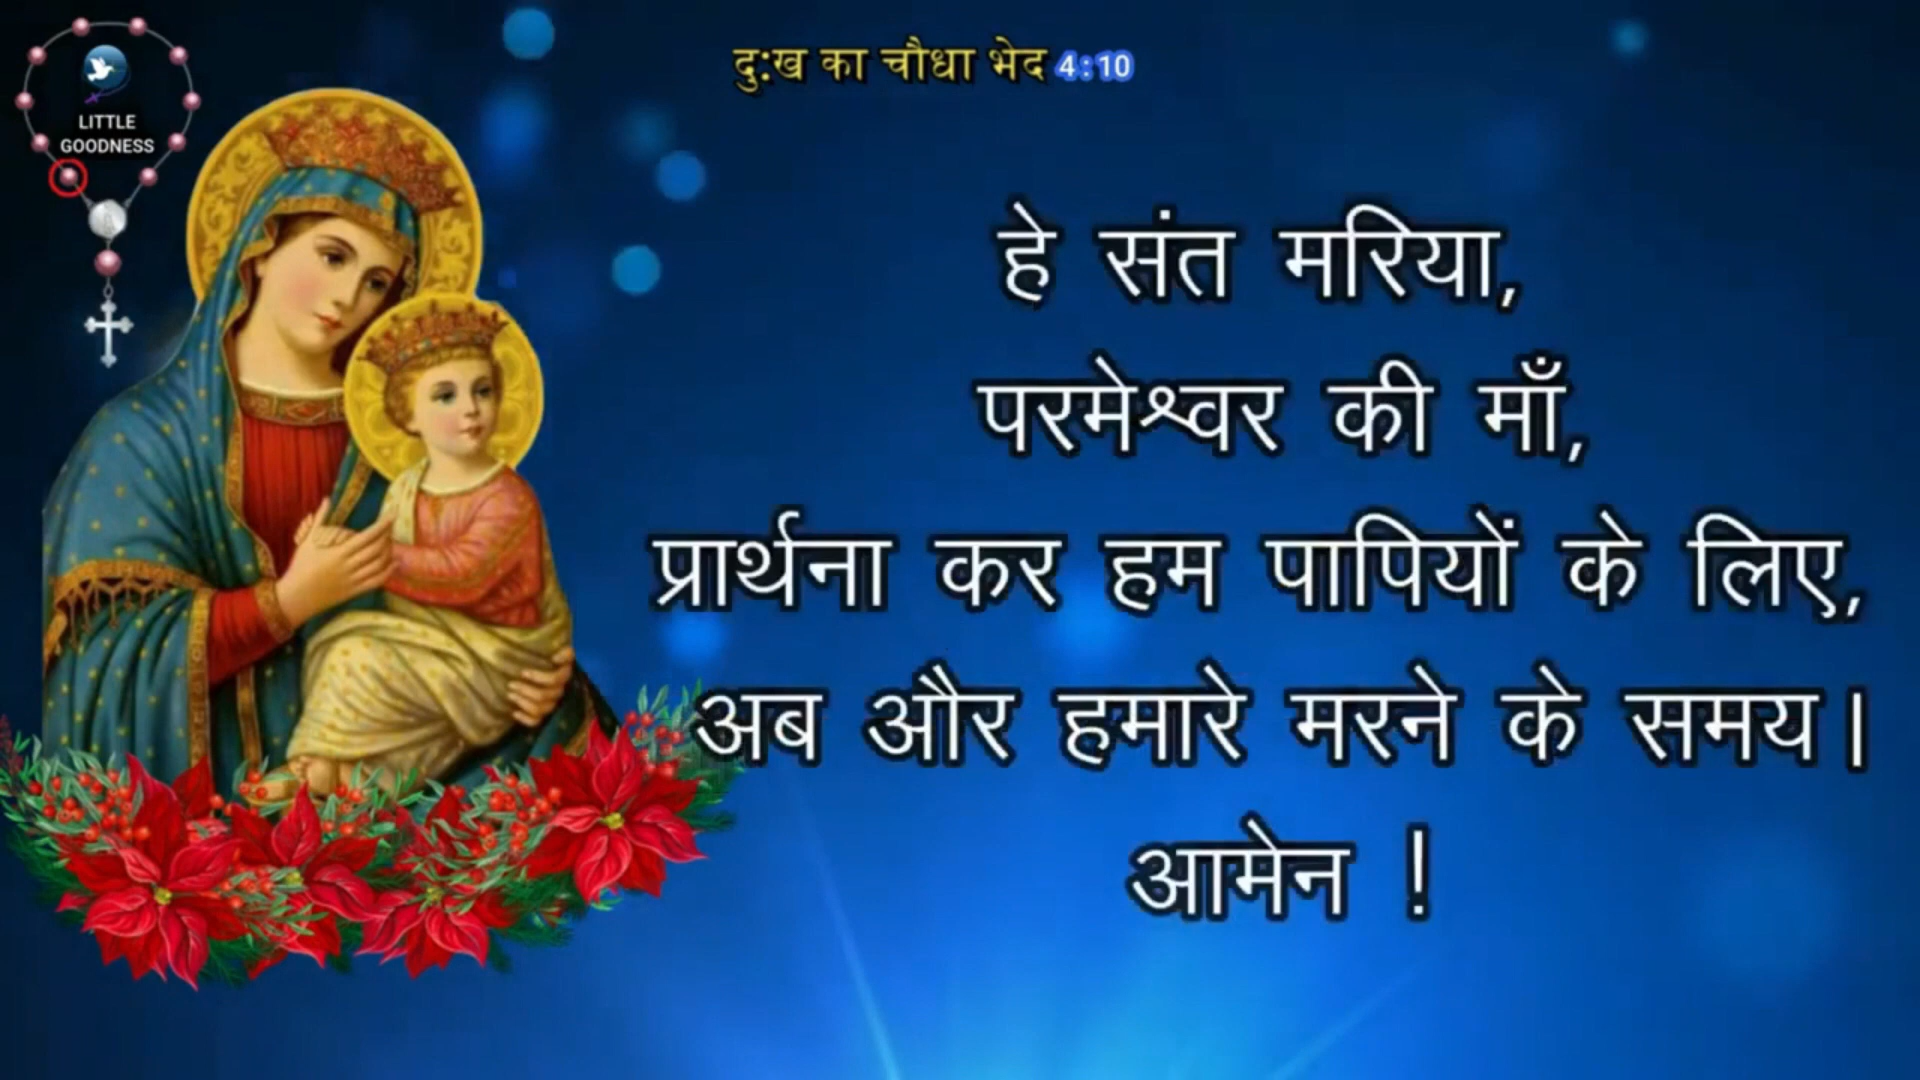 दुःख का चौथा भेद 4:10
LITTLE
GOODNESS
हे संत मरिया,
परमेश्वर की माँ,
प्रार्थना कर हम पापियों के लिए,
अब और हमारे मरने के समय।
आमेन !